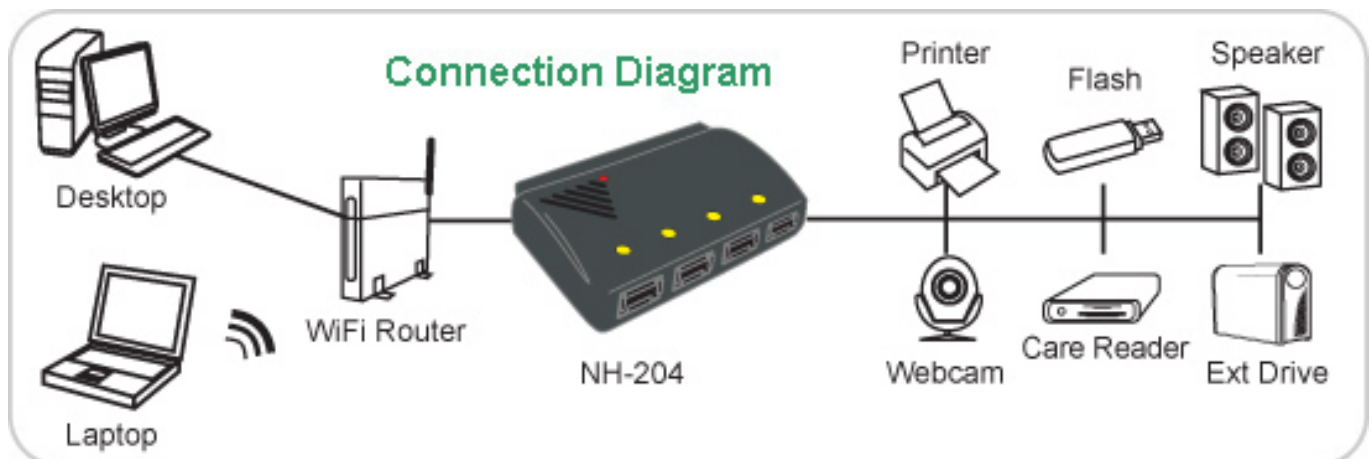 Connection Diagram
Desktop
Laptop
WiFi Router
NH-204
Printer
Flash
Speaker
Webcam
Care Reader
Ext Drive